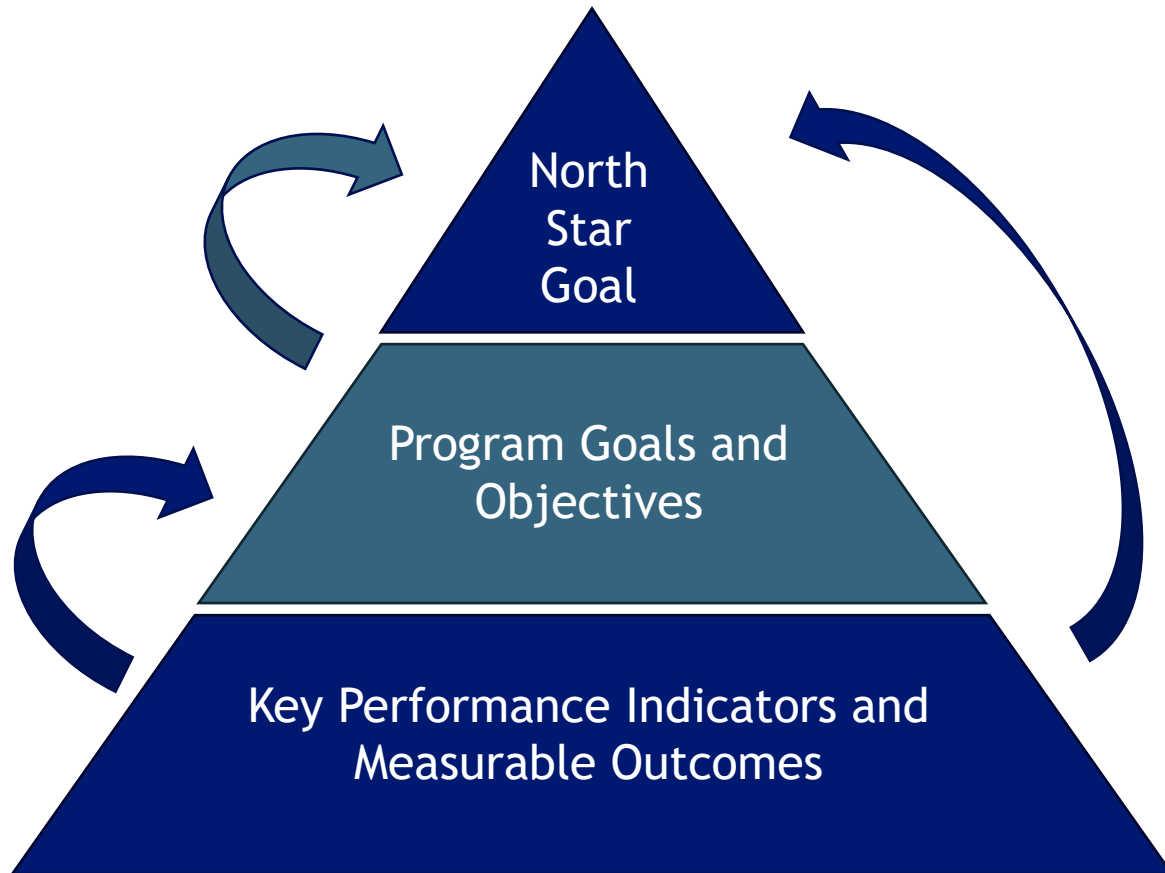 North
Star
Goal
Program Goals and
Objectives
Key Performance Indicators and
Measurable Outcomes